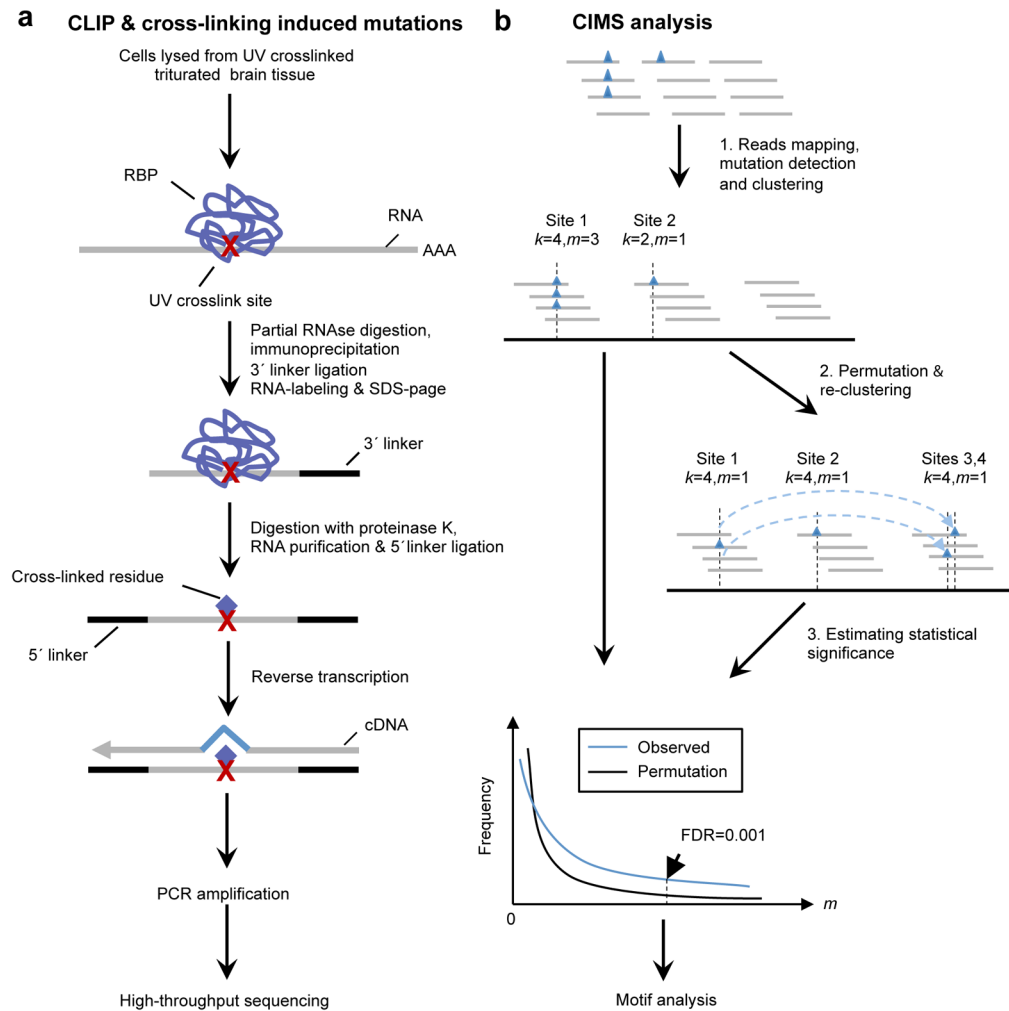 a
CLIP & cross-linking induced mutations
Cells lysed from UV crosslinked
triturated brain tissue
RBP
RNA
X
AAA
UV crosslink site
Partial RNAse digestion,
immunoprecipitation
3´ linker ligation
RNA-labeling & SDS-page
3´ linker
X
Digestion with proteinase K,
RNA purification & 5´linker ligation
Cross-linked residue
X
5´ linker
Reverse transcription
cDNA
X
PCR amplification
High-throughput sequencing
b
CIMS analysis
1. Reads mapping,
mutation detection
and clustering
Site 1
k=4,m=3
Site 2
k=2,m=1
2. Permutation &
re-clustering
Site 1
k=4,m=1
Site 2
k=4,m=1
Sites 3,4
k=4,m=1
3. Estimating statistical
significance
Observed
Permutation
Frequency
FDR=0.001
0
m
Motif analysis